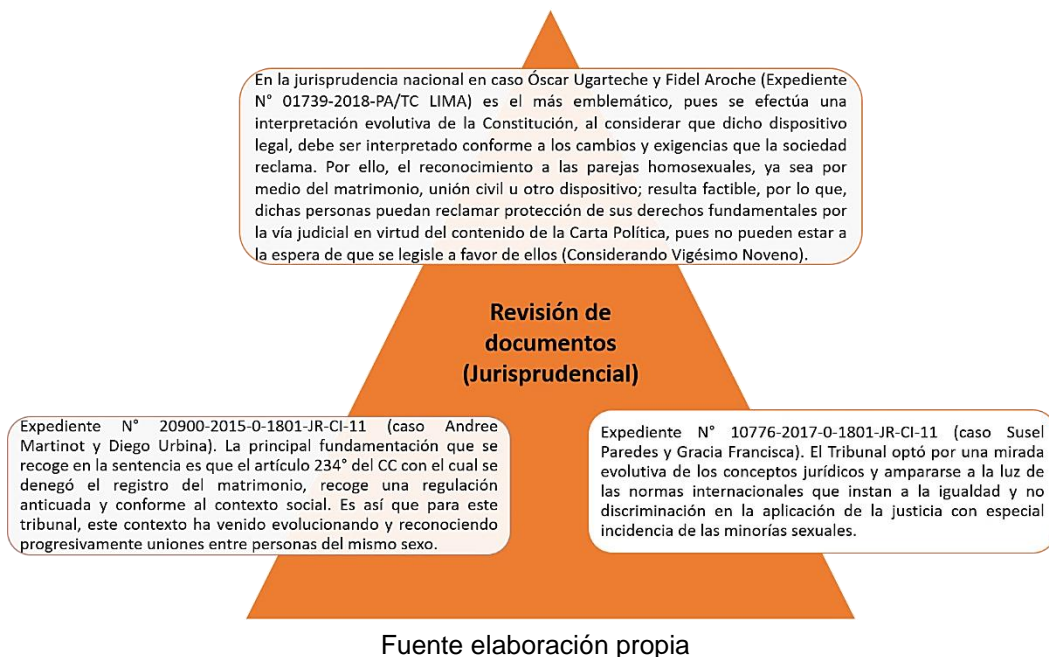 En la jurisprudencia nacional en caso Óscar Ugarteche y Fidel Aroche (Expediente
N° 01739-2018-PA/TC LIMA) es el más emblemático, pues se efectúa una
interpretación evolutiva de la Constitución, al considerar que dicho dispositivo
legal, debe ser interpretado conforme a los cambios y exigencias que la sociedad
reclama. Por ello, el reconocimiento a las parejas homosexuales, ya sea por
medio del matrimonio, unión civil u otro dispositivo; resulta factible, por lo que,
dichas personas puedan reclamar protección de sus derechos fundamentales por
la vía judicial en virtud del contenido de la Carta Política, pues no pueden estar a
la espera de que se legisle a favor de ellos (Considerando Vigésimo Noveno).
Revisión de
documentos
(Jurisprudencial)
Expediente N° 20900-2015-0-1801-JR-CI-11 (caso Andree
Martinot y Diego Urbina). La principal fundamentación que se
recoge en la sentencia es que el artículo 234° del CC con el cual se
denegó el registro del matrimonio, recoge una regulación
anticuada y conforme al contexto social. Es así que para este
tribunal, este contexto ha venido evolucionando y reconociendo
progresivamente uniones entre personas del mismo sexo.
Expediente N° 10776-2017-0-1801-JR-CI-11 (caso Susel
Paredes y Gracia Francisca). El Tribunal optó por una mirada
evolutiva de los conceptos jurídicos y ampararse a la luz de
las normas internacionales que instan a la igualdad y no
discriminación en la aplicación de la justicia con especial
incidencia de las minorías sexuales.
Fuente elaboración propia